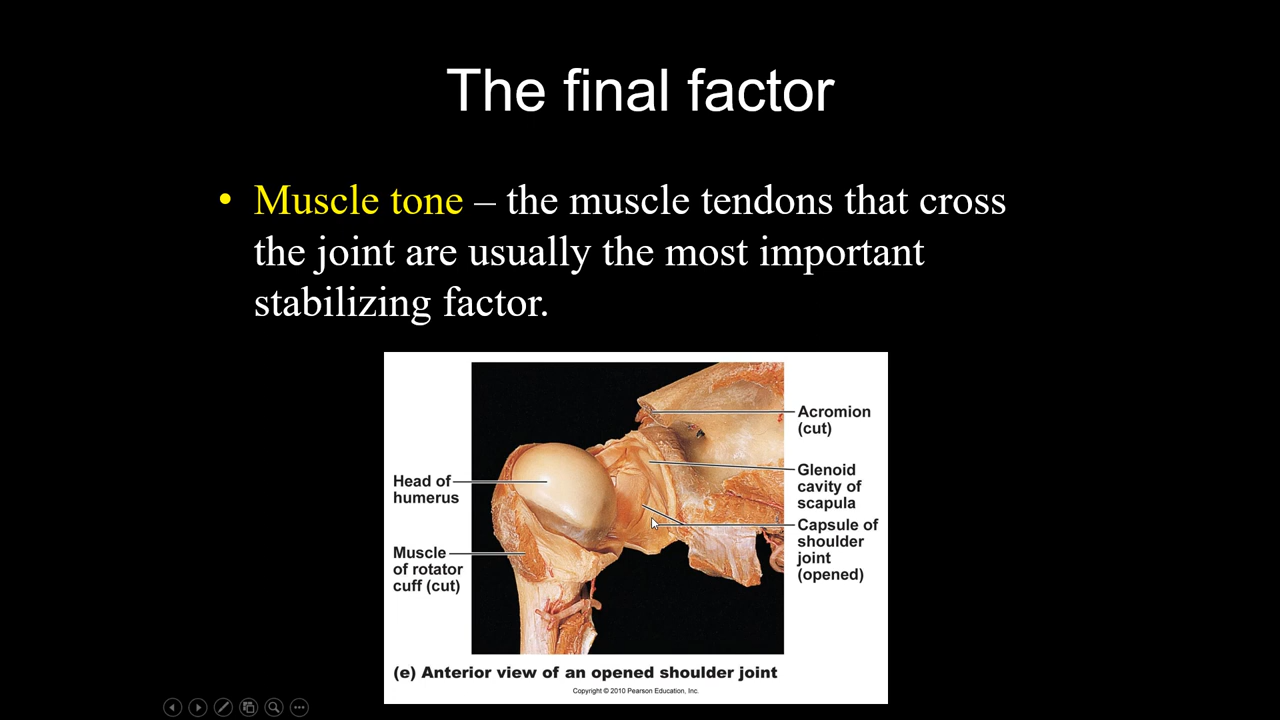 The final factor
• Muscle tone – the muscle tendons that cross
the joint are usually the most important
stabilizing factor.
Head of
humerus
Muscle
of rotator
cuff (cut)
Acromion
(cut)
Glenoid
cavity of
scapula
Capsule of
shoulder
joint
(opened)
(e) Anterior view of an opened shoulder joint
Copyright © 2010 Pearson Education, Inc.